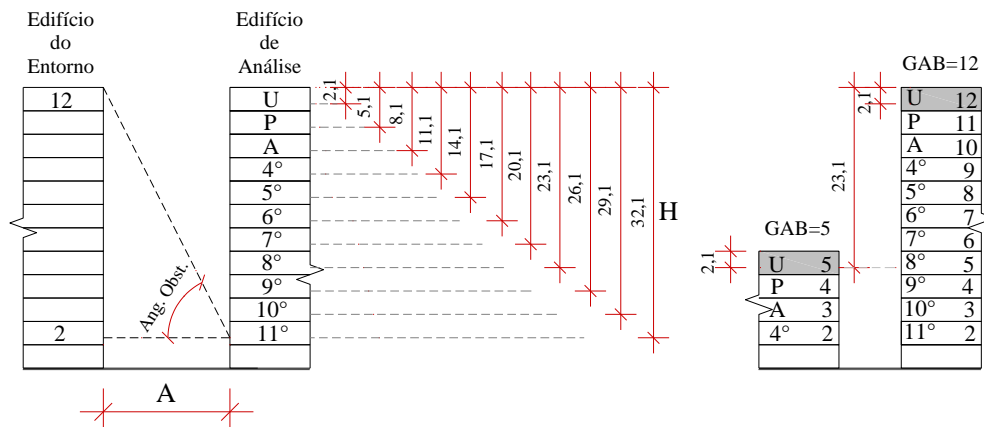 Edifício
do
Entorno
Edifício
de
Análise
GAB=12
12
U
2,1
5,1
8,1
11,1
14,1
17,1
20,1
23,1
26,1
29,1
32,1
H
P
A
4°
5°
6°
7°
8°
9°
10°
2
11°
Ang. Obst.
A
GAB=5
2,1
U 5
P 4
A 3
4° 2
23,1
2,1
U 12
P 11
A 10
4° 9
5° 8
6° 7
7° 6
8° 5
9° 4
10° 3
11° 2